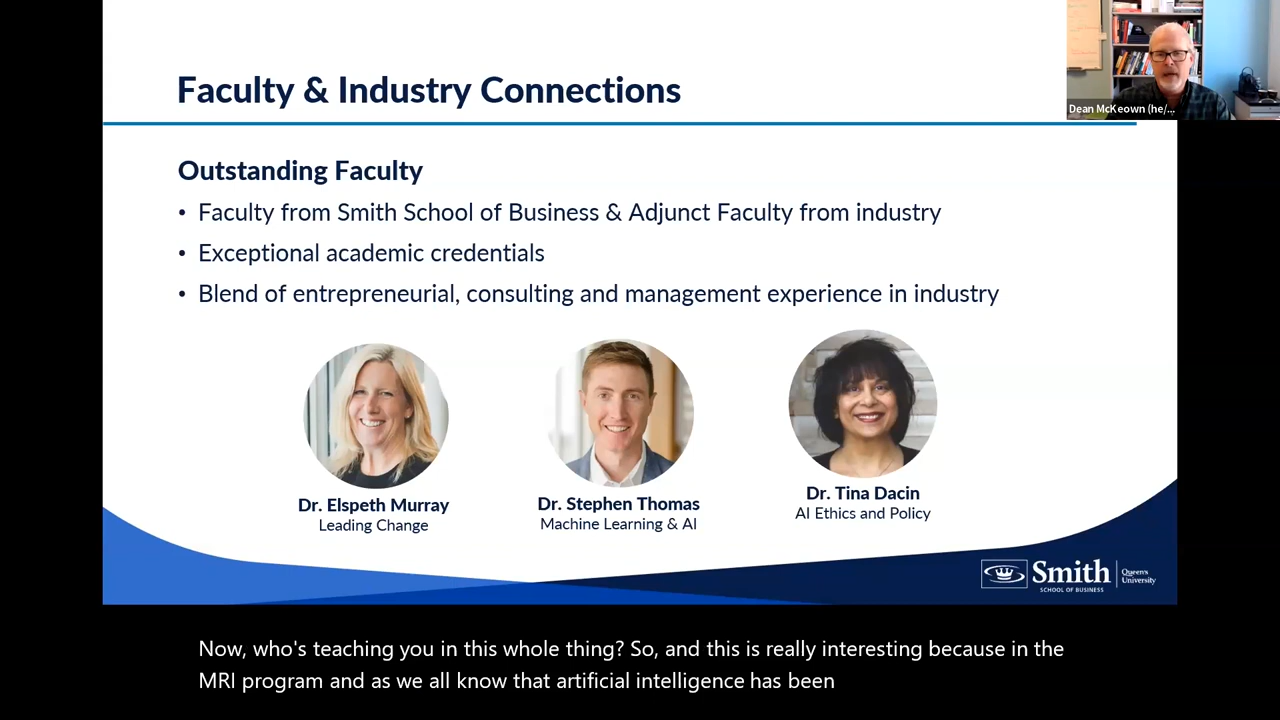 Faculty & Industry Connections
Dean McKeown (he/...
Outstanding Faculty
• Faculty from Smith School of Business & Adjunct Faculty from industry
• Exceptional academic credentials
• Blend of entrepreneurial, consulting and management experience in industry
Dr. Elspeth Murray
Leading Change
Dr. Stephen Thomas
Machine Learning & AI
Dr. Tina Dacin
AI Ethics and Policy
Smith
SCHOOL OF BUSINESS
Queen's
University
Now, who's teaching you in this whole thing? So, and this is really interesting because in the
MRI program and as we all know that artificial intelligence has been